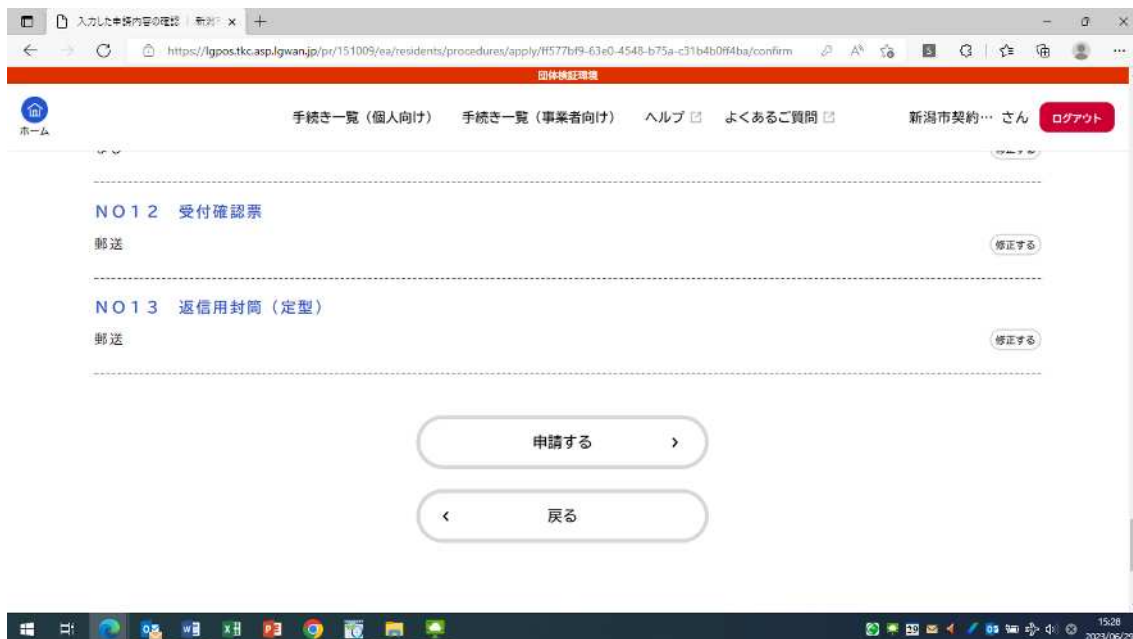 入力した申請内容の確認 | 新潟
https://lgpos.tkc.asp.lgwan.jp/pr/151009/ea/residents/procedures/apply/ff577bf9-63e0-4548-b75a-c31b4b0ff4ba/confirm
団体検証環境
ホーム
手続き一覧（個人向け） 手続き一覧（事業者向け） ヘルプ よくあるご質問 新潟市契約… さん ログアウト
NO12 受付確認票
郵送 修正する
NO13 返信用封筒（定型）
郵送 修正する
申請する
戻る
15:28